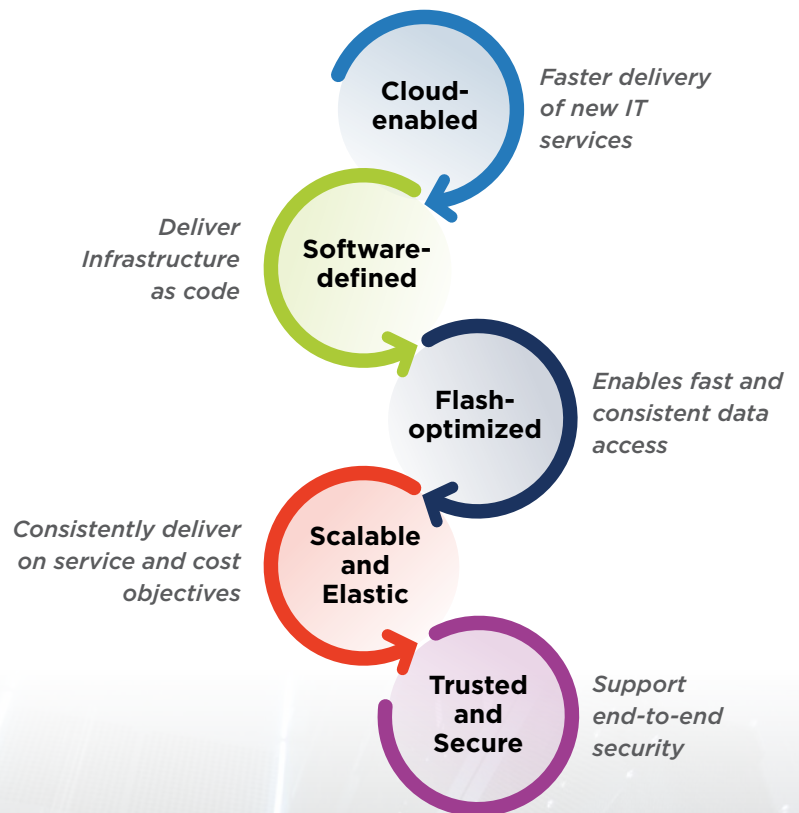 Cloud-
enabled
Faster delivery
of new IT
services
Deliver
Infrastructure
as code
Software-
defined
Flash-
optimized
Enables fast and
consistent data
access
Consistently deliver
on service and cost
objectives
Scalable
and
Elastic
Trusted
and
Secure
Support
end-to-end
security